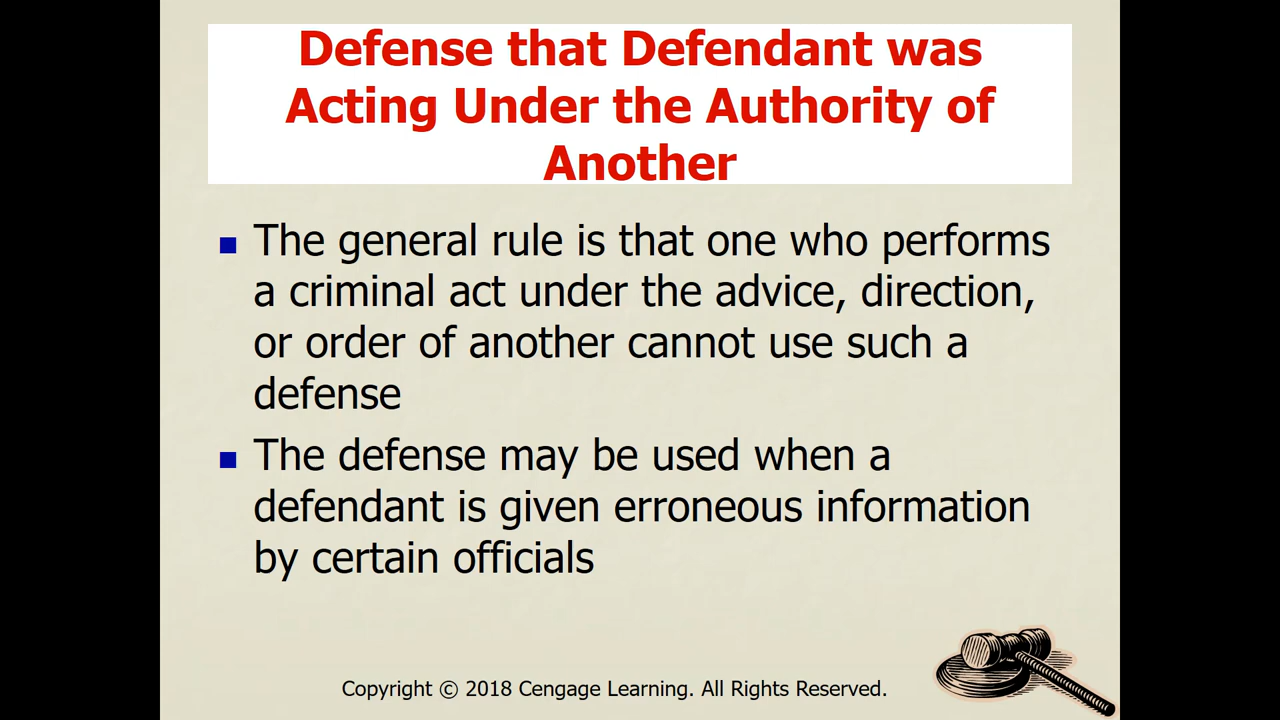 Defense that Defendant was
Acting Under the Authority of
Another
The general rule is that one who performs
a criminal act under the advice, direction,
or order of another cannot use such a
defense
The defense may be used when a
defendant is given erroneous information
by certain officials
Copyright © 2018 Cengage Learning. All Rights Reserved.